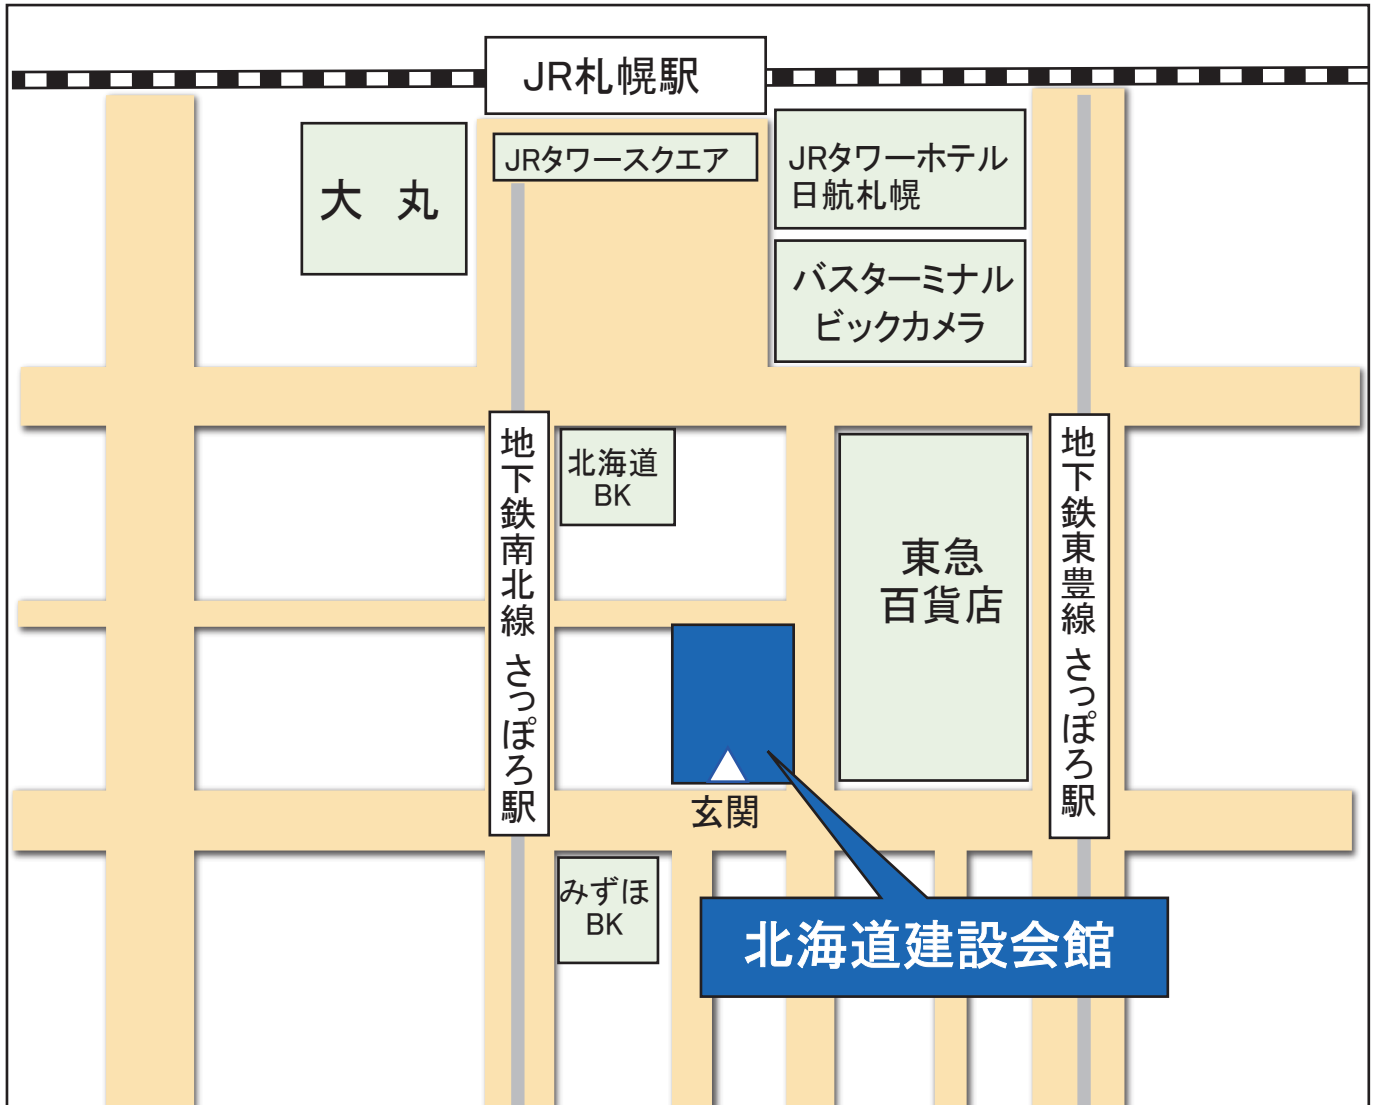 JR札幌駅
JRタワースクエア
大 丸
JRタワーホテル
日航札幌
バスターミナル
ビックカメラ
地下鉄南北線 さっぽろ駅
北海道
BK
東急
百貨店
地下鉄東豊線 さっぽろ駅
玄関
みずほ
BK
北海道建設会館